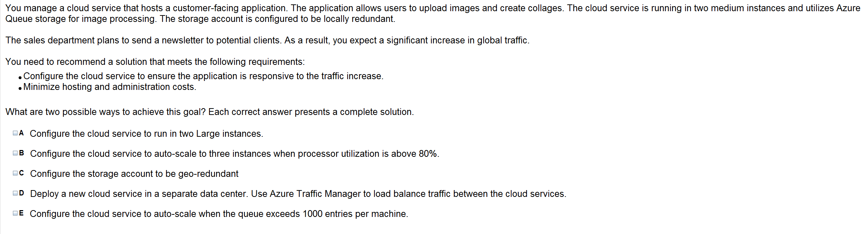 You manage a cloud service that hosts a customer-facing application. The application allows users to upload images and create collages. The cloud service is running in two medium instances and utilizes Azure
Queue storage for image processing. The storage account is configured to be locally redundant.
The sales department plans to send a newsletter to potential clients. As a result, you expect a significant increase in global traffic.
You need to recommend a solution that meets the following requirements:
• Configure the cloud service to ensure the application is responsive to the traffic increase.
• Minimize hosting and administration costs.
What are two possible ways to achieve this goal? Each correct answer presents a complete solution.
A Configure the cloud service to run in two Large instances.
B Configure the cloud service to auto-scale to three instances when processor utilization is above 80%.
C Configure the storage account to be geo-redundant
D Deploy a new cloud service in a separate data center. Use Azure Traffic Manager to load balance traffic between the cloud services.
E Configure the cloud service to auto-scale when the queue exceeds 1000 entries per machine.